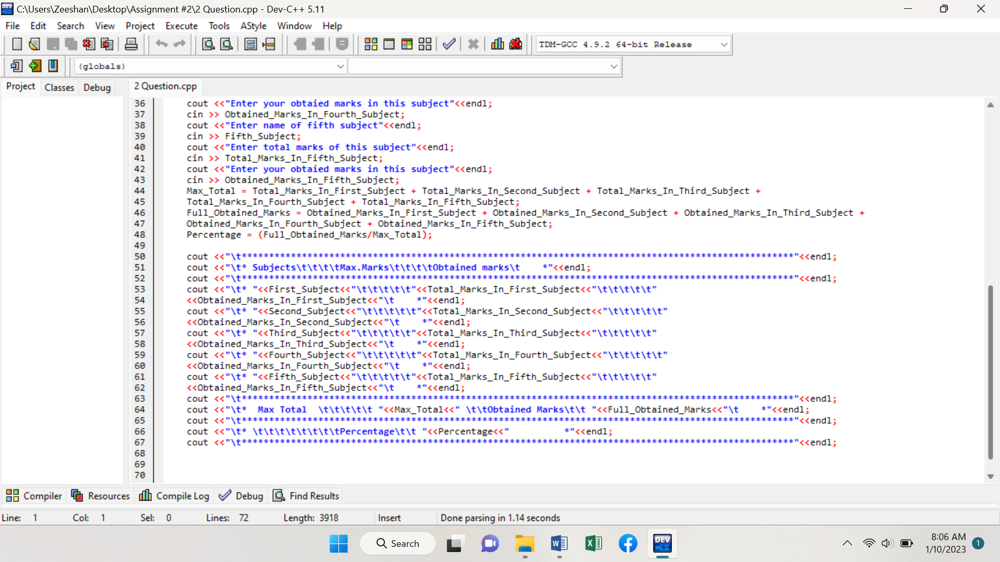 C:\Users\Zeeshan\Desktop\Assignment #2\2 Question.cpp - Dev-C++ 5.11
File Edit Search View Project Execute Tools AStyle Window Help
TDM-GCC 4.9.2 64-bit Release
(globals)
Project Classes Debug 2 Question.cpp
36 cout <<"Enter your obtaied marks in this subject"<<endl;
37 cin >> Obtained_Marks_In_Fourth_Subject;
38 cout <<"Enter name of fifth subject"<<endl;
39 cin >> Fifth_Subject;
40 cout <<"Enter total marks of this subject"<<endl;
41 cin >> Total_Marks_In_Fifth_Subject;
42 cout <<"Enter your obtaied marks in this subject"<<endl;
43 cin >> Obtained_Marks_In_Fifth_Subject;
44 Max_Total = Total_Marks_In_First_Subject + Total_Marks_In_Second_Subject + Total_Marks_In_Third_Subject +
45 Total_Marks_In_Fourth_Subject + Total_Marks_In_Fifth_Subject;
46 Full_Obtained_Marks = Obtained_Marks_In_First_Subject + Obtained_Marks_In_Second_Subject + Obtained_Marks_In_Third_Subject +
47 Obtained_Marks_In_Fourth_Subject + Obtained_Marks_In_Fifth_Subject;
48 Percentage = (Full_Obtained_Marks/Max_Total);
49
50 cout <<"\t*****************************************************************************************************"<<endl;
51 cout <<"\t* Subjects\t\t\t\tMax.Marks\t\t\t\tObtained marks\t    *"<<endl;
52 cout <<"\t*****************************************************************************************************"<<endl;
53 cout <<"\t* "<<First_Subject<<"\t\t\t\t\t"<<Total_Marks_In_First_Subject<<"\t\t\t\t\t"
54 <<Obtained_Marks_In_First_Subject<<"\t    *"<<endl;
55 cout <<"\t* "<<Second_Subject<<"\t\t\t\t\t"<<Total_Marks_In_Second_Subject<<"\t\t\t\t\t"
56 <<Obtained_Marks_In_Second_Subject<<"\t    *"<<endl;
57 cout <<"\t* "<<Third_Subject<<"\t\t\t\t\t"<<Total_Marks_In_Third_Subject<<"\t\t\t\t\t"
58 <<Obtained_Marks_In_Third_Subject<<"\t    *"<<endl;
59 cout <<"\t* "<<Fourth_Subject<<"\t\t\t\t\t"<<Total_Marks_In_Fourth_Subject<<"\t\t\t\t\t"
60 <<Obtained_Marks_In_Fourth_Subject<<"\t    *"<<endl;
61 cout <<"\t* "<<Fifth_Subject<<"\t\t\t\t\t"<<Total_Marks_In_Fifth_Subject<<"\t\t\t\t\t"
62 <<Obtained_Marks_In_Fifth_Subject<<"\t    *"<<endl;
63 cout <<"\t*****************************************************************************************************"<<endl;
64 cout <<"\t*  Max Total  \t\t\t\t\t "<<Max_Total<<" \t\tObtained Marks\t\t "<<Full_Obtained_Marks<<"\t    *"<<endl;
65 cout <<"\t*****************************************************************************************************"<<endl;
66 cout <<"\t* \t\t\t\t\t\t\t\tPercentage\t\t "<<Percentage<<"          *"<<endl;
67 cout <<"\t*****************************************************************************************************"<<endl;
68
69
70
Compiler Resources Compile Log Debug Find Results
Line: 1 Col: 1 Sel: 0 Lines: 72 Length: 3918 Insert Done parsing in 1.14 seconds
Search DEV C++ 8:06 AM
1/10/2023 1